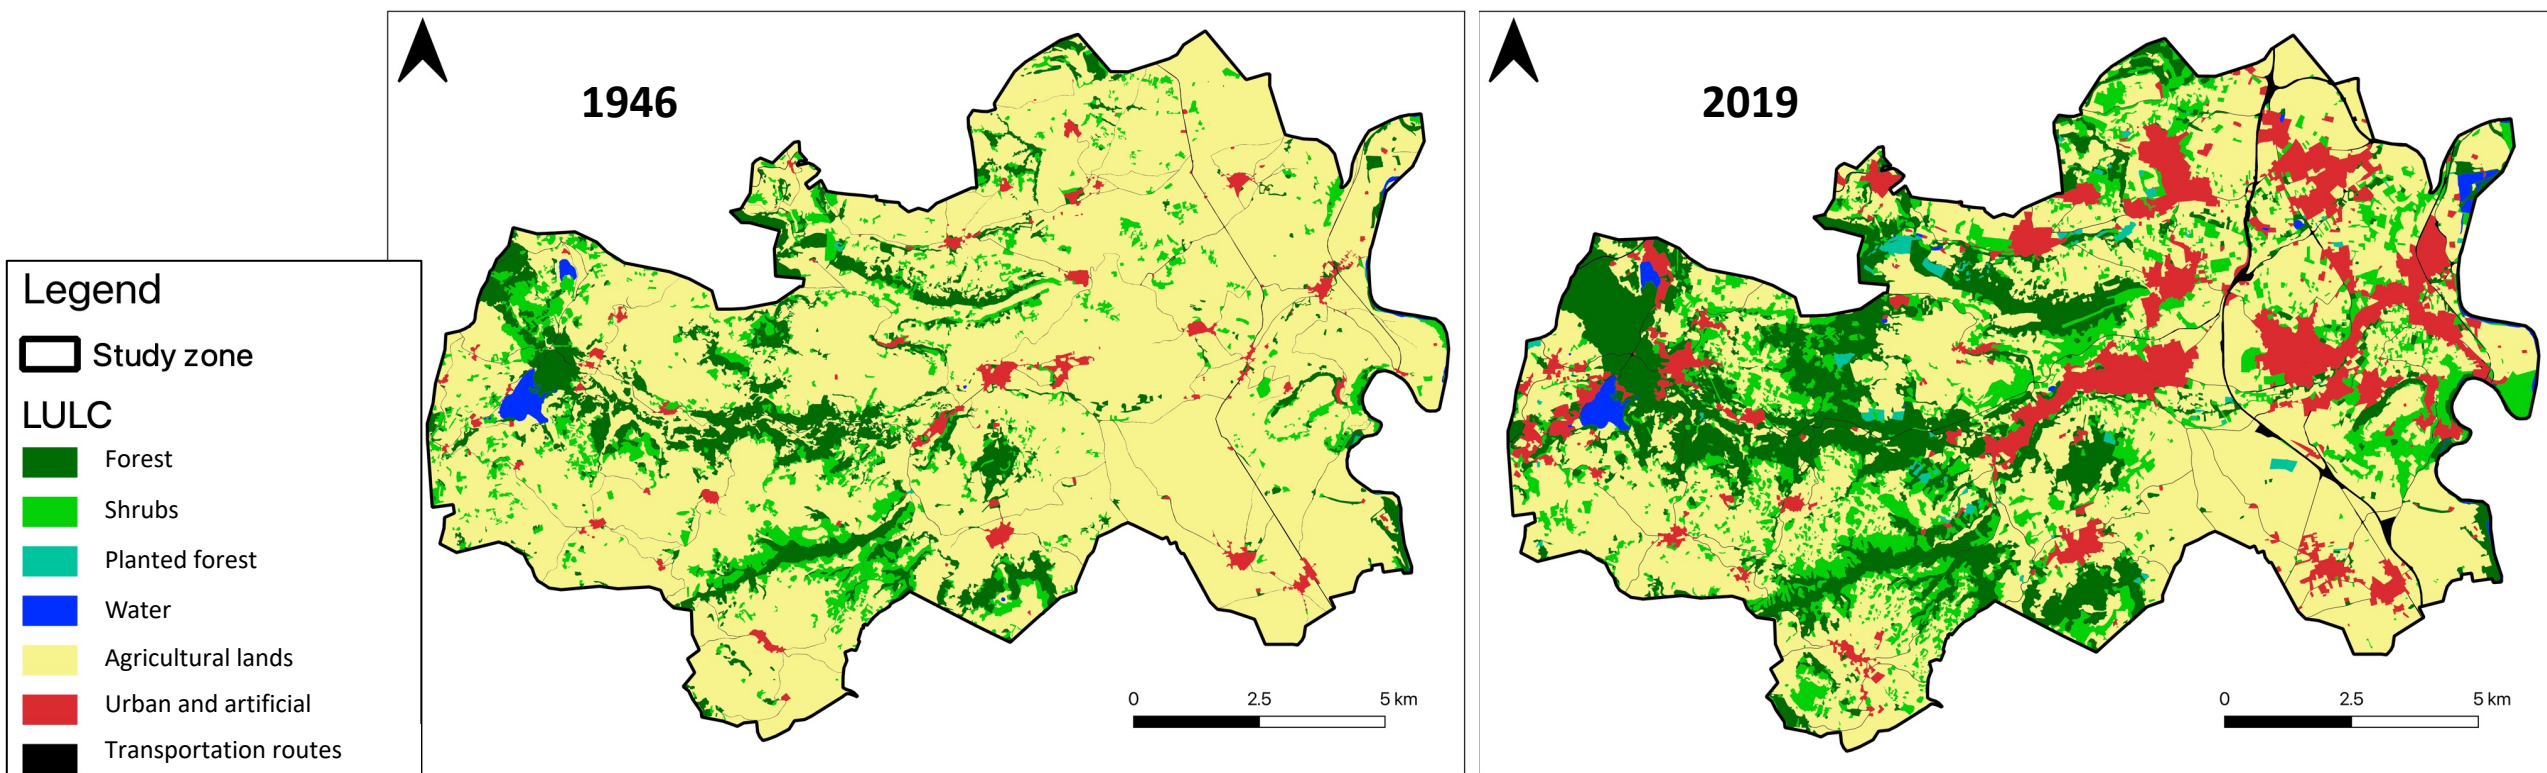 1946
2019
Legend
Study zone
LULC
Forest
Shrubs
Planted forest
Water
Agricultural lands
Urban and artificial
Transportation routes
0 2.5 5 km
0 2.5 5 km